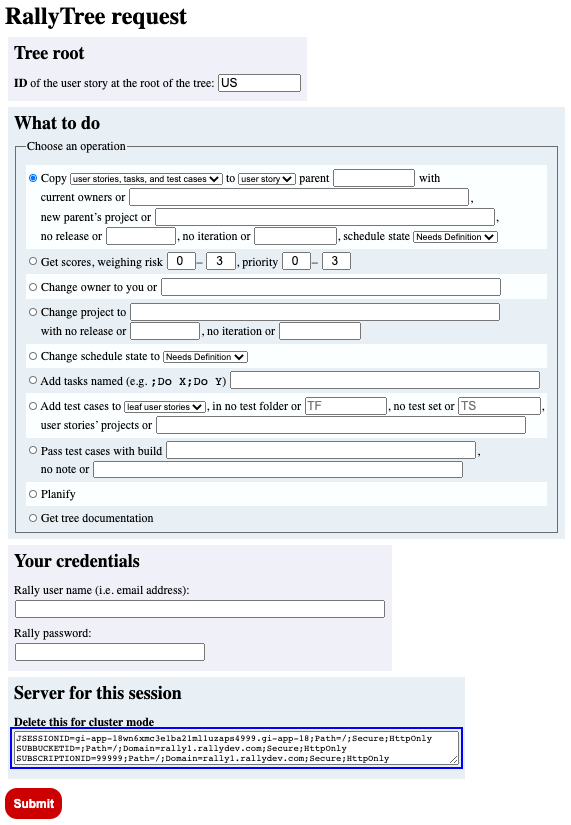 RallyTree request
Tree root
ID of the user story at the root of the tree: US
What to do
Choose an operation
Copy user stories, tasks, and test cases to user story parent with
current owners or ,
new parent's project or ,
no release or , no iteration or , schedule state Needs Definition
Get scores, weighing risk 0 – 3 , priority 0 – 3
Change owner to you or
Change project to
with no release or , no iteration or
Change schedule state to Needs Definition
Add tasks named (e.g. ;Do X;Do Y)
Add test cases to leaf user stories , in no test folder or TF , no test set or TS ,
user stories' projects or
Pass test cases with build ,
no note or
Planify
Get tree documentation
Your credentials
Rally user name (i.e. email address):
Rally password:
Server for this session
Delete this for cluster mode
JSESSIONID=gi-app-18wn6xmc3e1ba21ml1uzaps4999.gi-app-18;Path=/;Secure;HttpOnly
SUBBUCKETID=;Path=/;Domain=rally1.rallydev.com;Secure;HttpOnly
SUBSCRIPTIONID=99999;Path=/;Domain=rally1.rallydev.com;Secure;HttpOnly
Submit